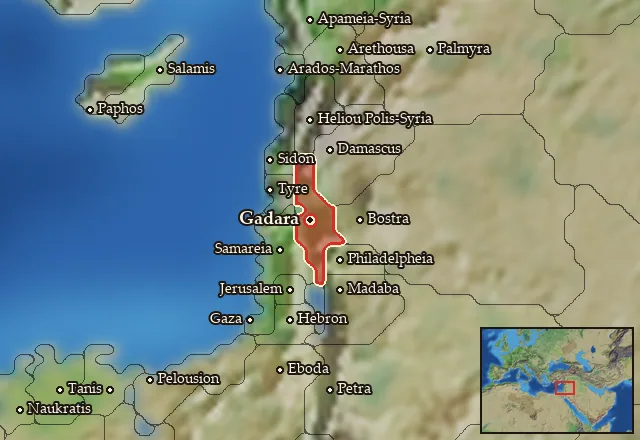 Apameia-Syria
Arethousa
Palmyra
Salamis
Arados-Marathos
Paphos
Heliou Polis-Syria
Damascus
Sidon
Tyre
Gadara
Bostra
Samareia
Philadelpheia
Jerusalem
Madaba
Gaza
Hebron
Eboda
Pelousion
Tanis
Petra
Naukratis